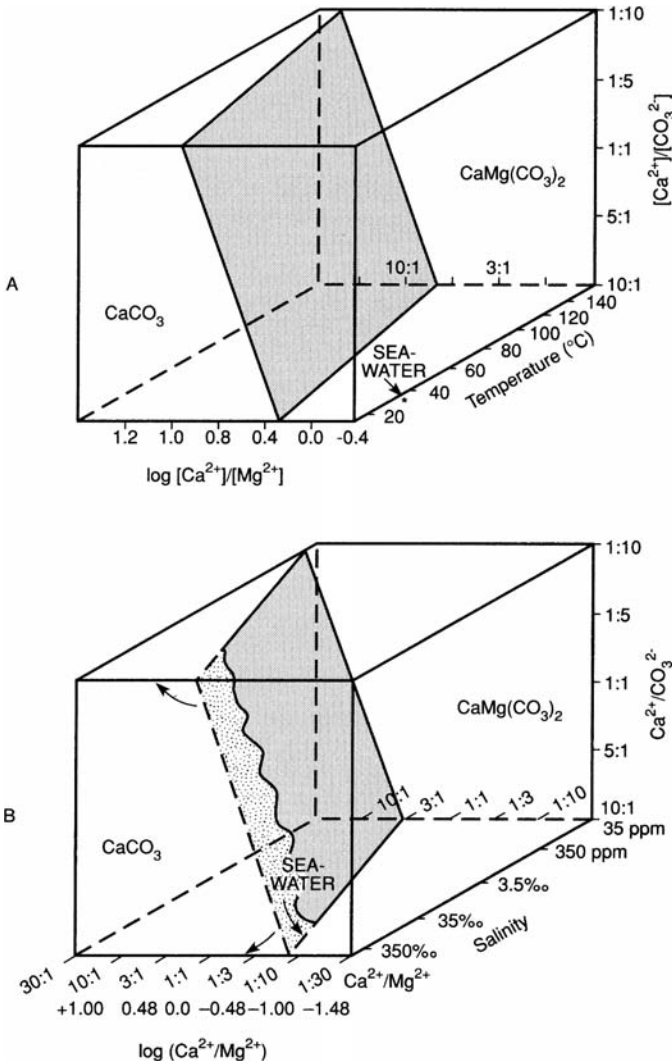 1:10
1:5
1:1
5:1
10:1
[Ca²⁺]/[CO₃²⁻]
CaMg(CO₃)₂
10:1 3:1
A
CaCO₃
SEA-
WATER
*
140
120
100
80
60
40
20
Temperature (°C)
1.2 1.0 0.8 0.4 0.0 -0.4
log [Ca²⁺]/[Mg²⁺]
1:10
1:5
1:1
5:1
10:1
Ca²⁺/CO₃²⁻
CaMg(CO₃)₂
10:1 3:1 1:1 1:3 1:10
B
CaCO₃
SEA-
WATER
35 ppm
350 ppm
3.5‰
35‰
350‰
Salinity
30:1 10:1 3:1 1:1 1:3 1:10 1:30 Ca²⁺/Mg²⁺
+1.00 0.48 0.0 −0.48 −1.00 −1.48
log (Ca²⁺/Mg²⁺)